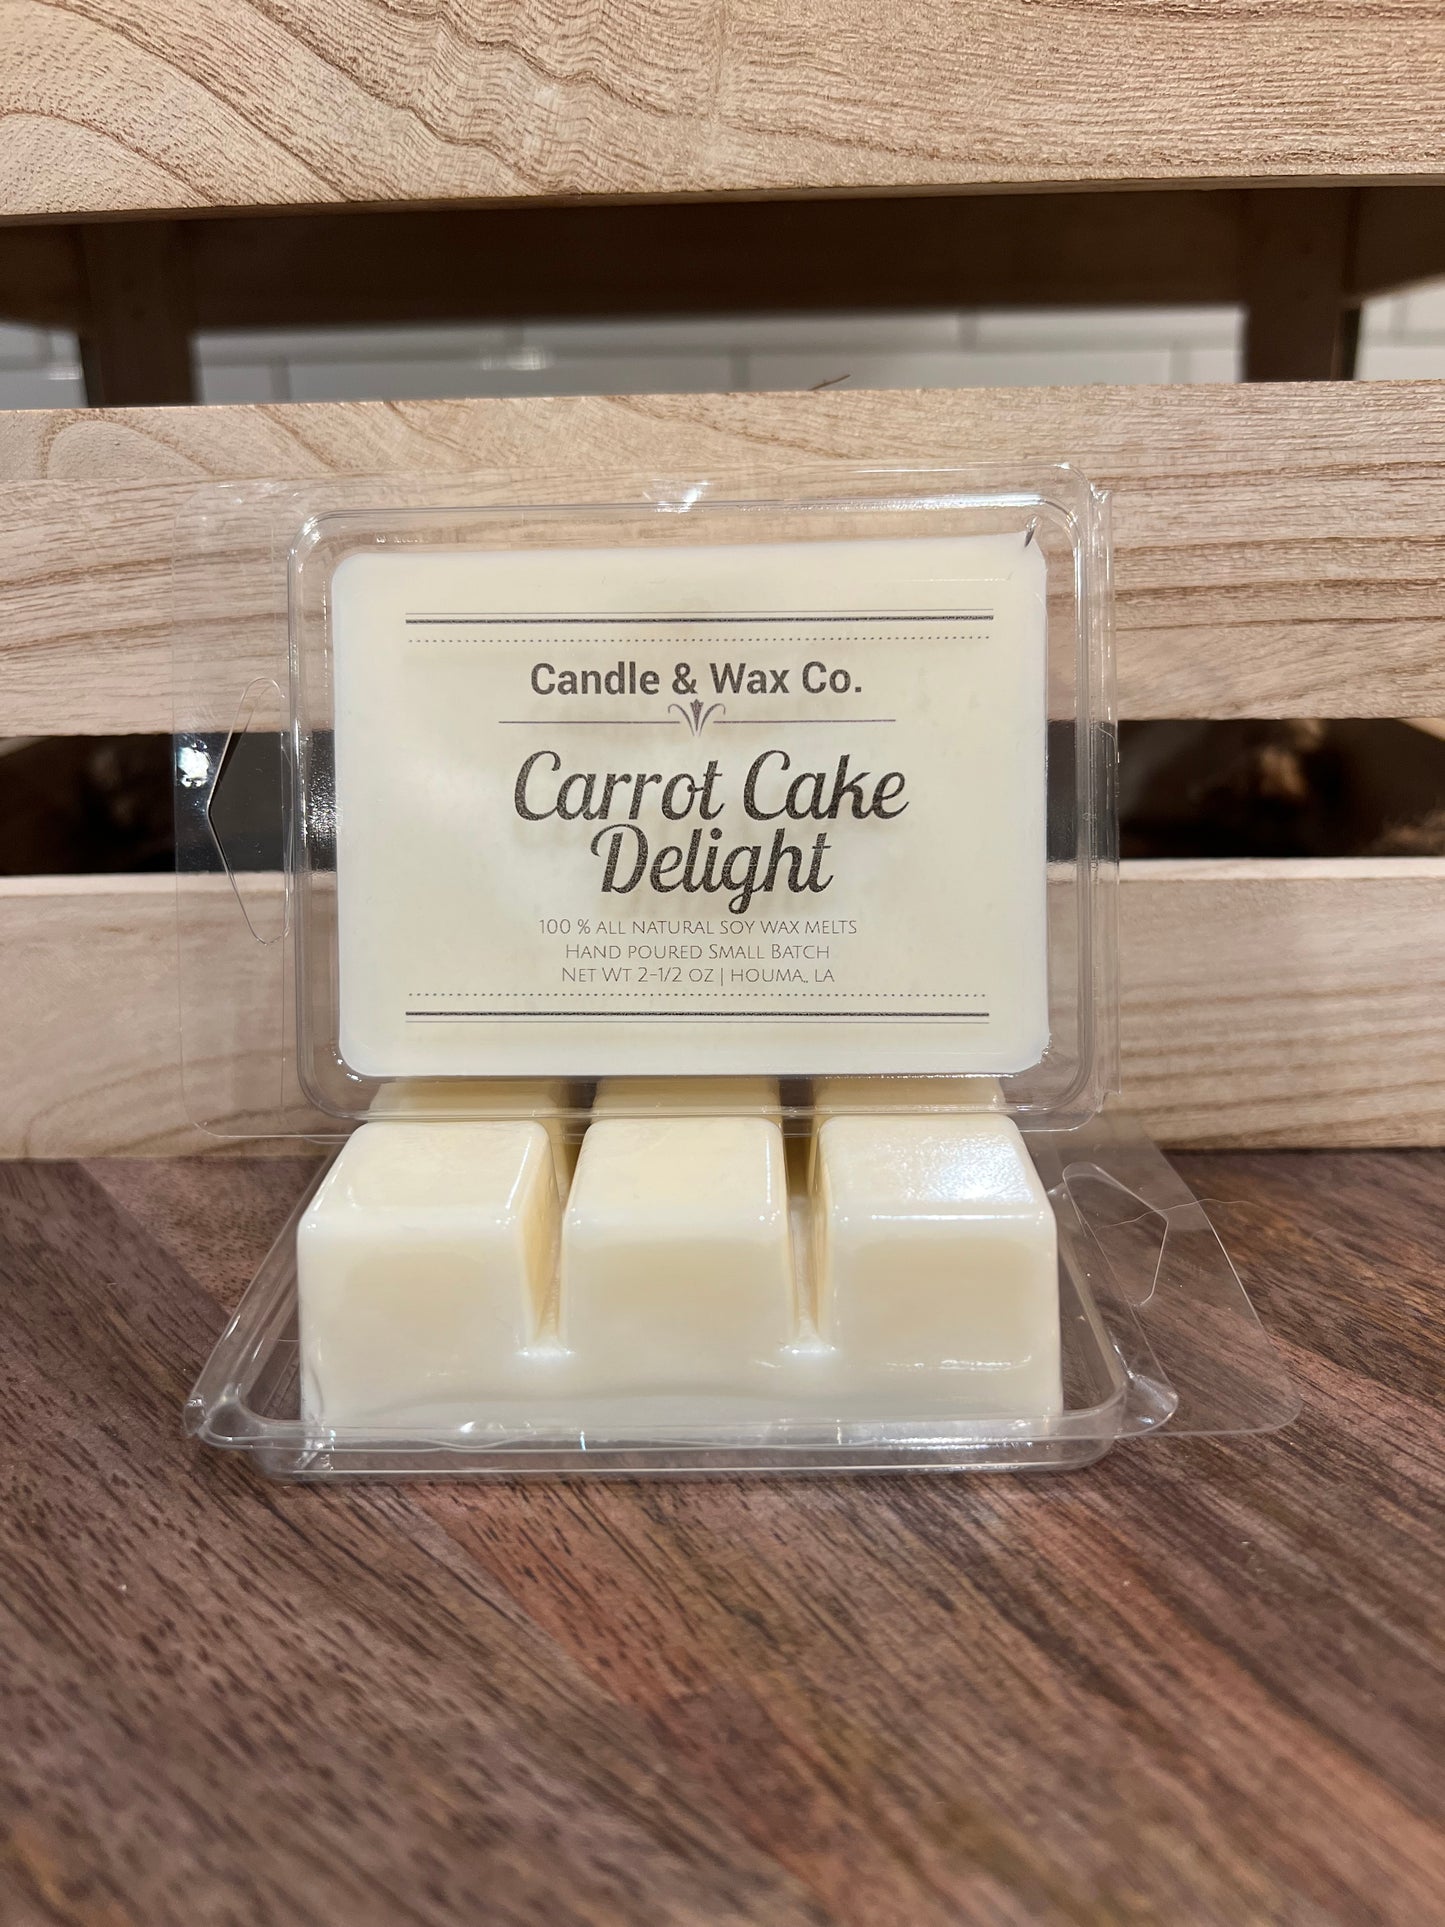 Candle & Wax Co.
Carrot Cake
Delight
100 % ALL NATURAL SOY WAX MELTS
HAND POURED SMALL BATCH
NET WT 2-1/2 OZ | HOUMA,, LA